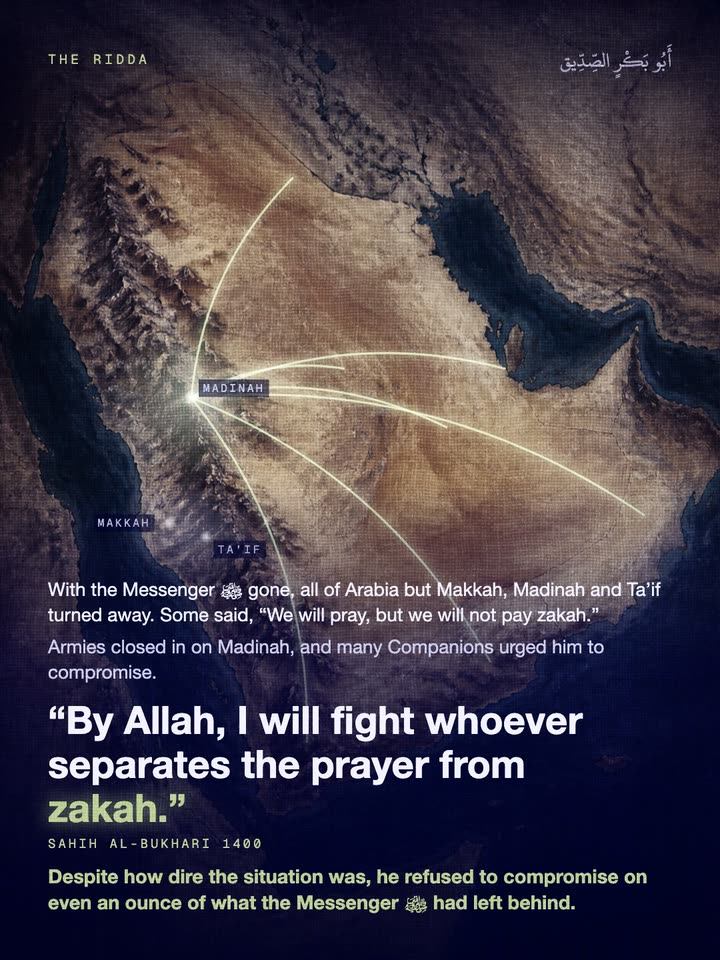 THE RIDDA
أَبُو بَكْرٍ الصِّدِّيق
MADINAH
MAKKAH
TA'IF
With the Messenger ﷺ gone, all of Arabia but Makkah, Madinah and Ta’if
turned away. Some said, “We will pray, but we will not pay zakah.”
Armies closed in on Madinah, and many Companions urged him to
compromise.
“By Allah, I will fight whoever
separates the prayer from
zakah.”
SAHIH AL-BUKHARI 1400
Despite how dire the situation was, he refused to compromise on
even an ounce of what the Messenger ﷺ had left behind.